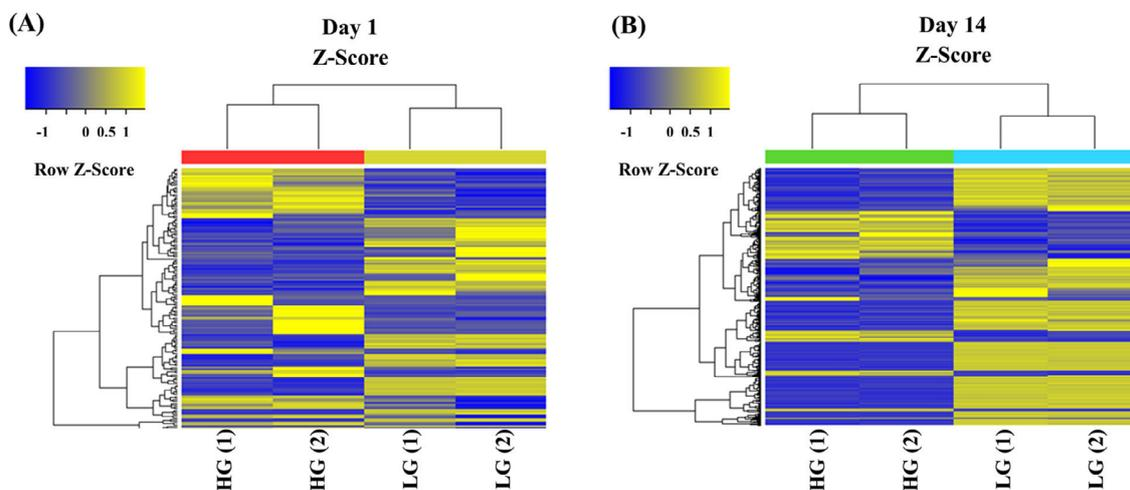 (A)
Day 1
Z-Score
-1 0 0.5 1
Row Z-Score
HG (1)
HG (2)
LG (1)
LG (2)
(B)
Day 14
Z-Score
-1 0 0.5 1
Row Z-Score
HG (1)
HG (2)
LG (1)
LG (2)